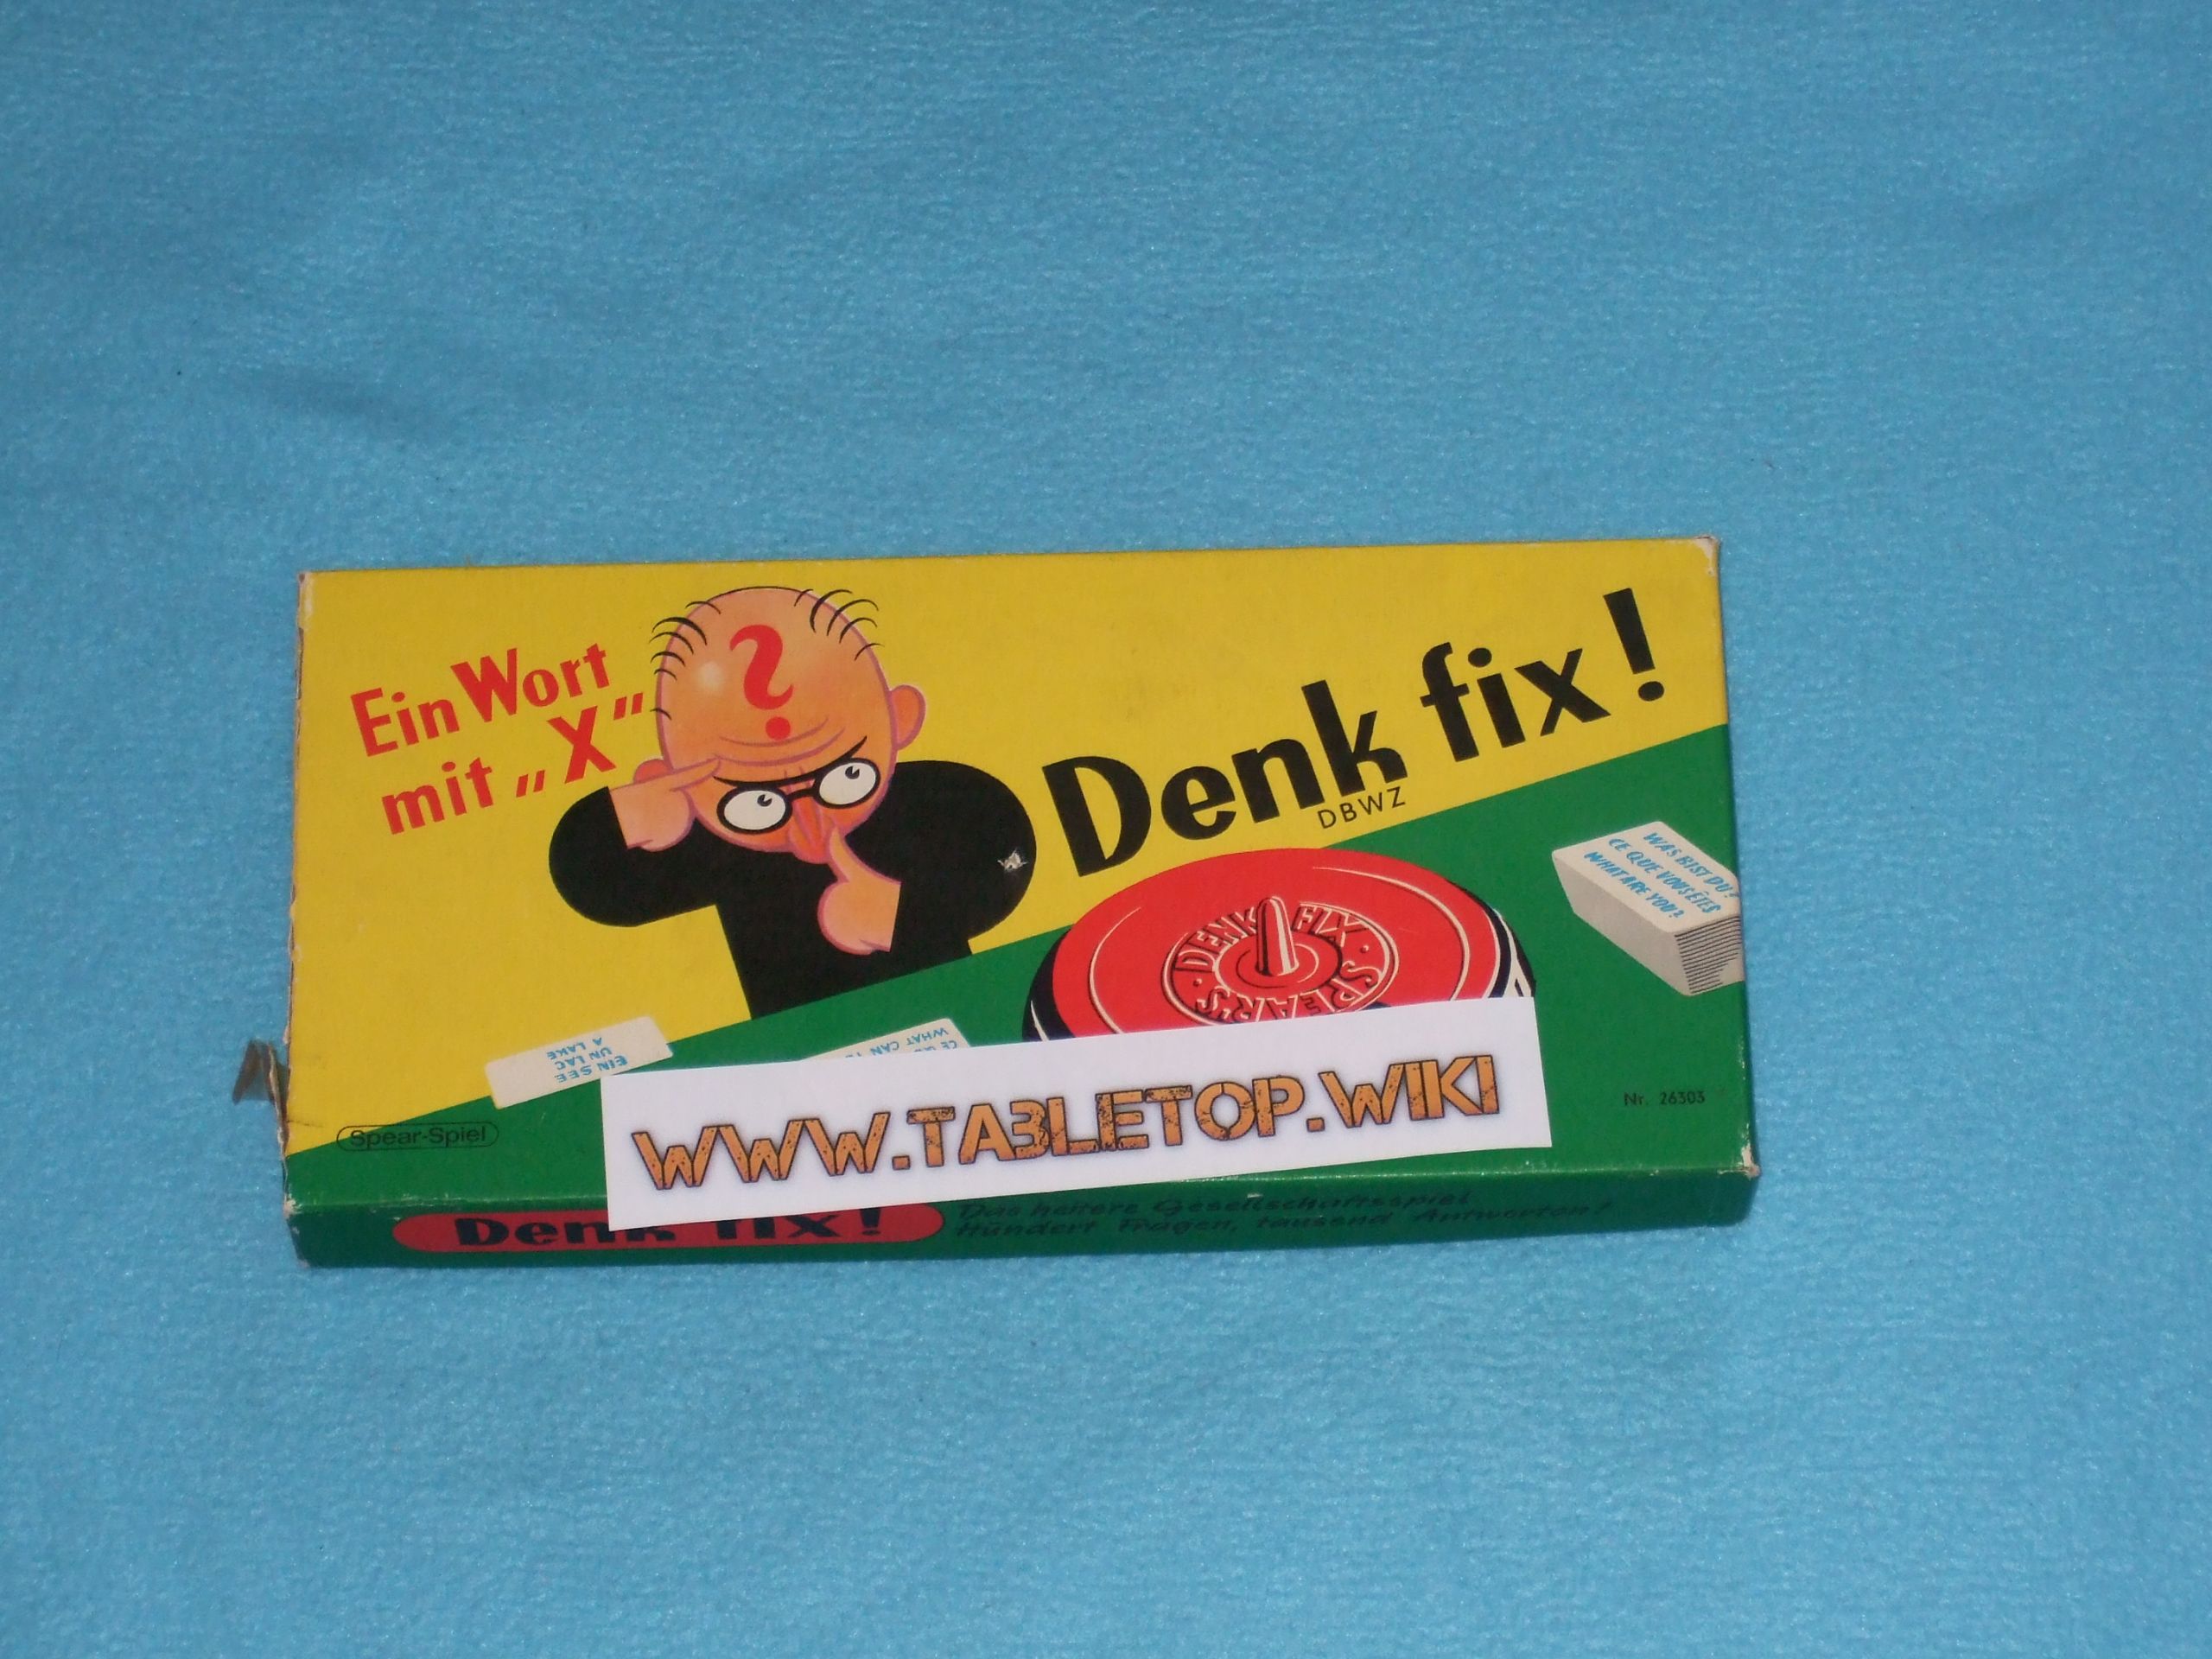 Ein Wort
mit „X“
?
Denk fix!
DBWZ
WAS BIST DU?
CE QUE VOUS ÊTES
WHAT ARE YOU?
DENK FIX · SPEAR'S ·
EIN SEE
UN LAC
A LAKE
WHAT CAN
WWW.TABLETOP.WIKI
Nr. 26303
Spear-Spiel
Denk fix!
Das heitere Gesellschaftsspiel
Hundert Fragen, tausend Antworten!